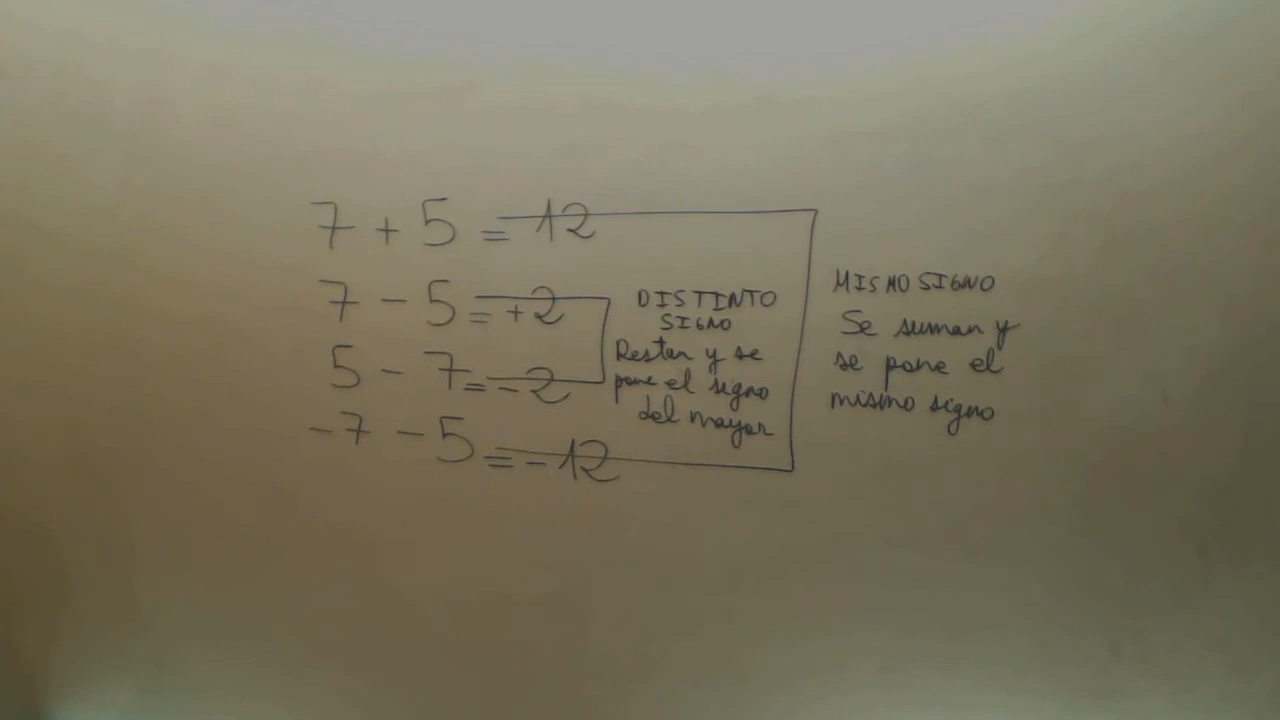 7 + 5 = 12
7 - 5 = +2
5 - 7 = -2
-7 - 5 = -12
DISTINTO
SIGNO
Restan y se
pone el signo
del mayor
MISMO SIGNO
Se suman y
se pone el
mismo signo